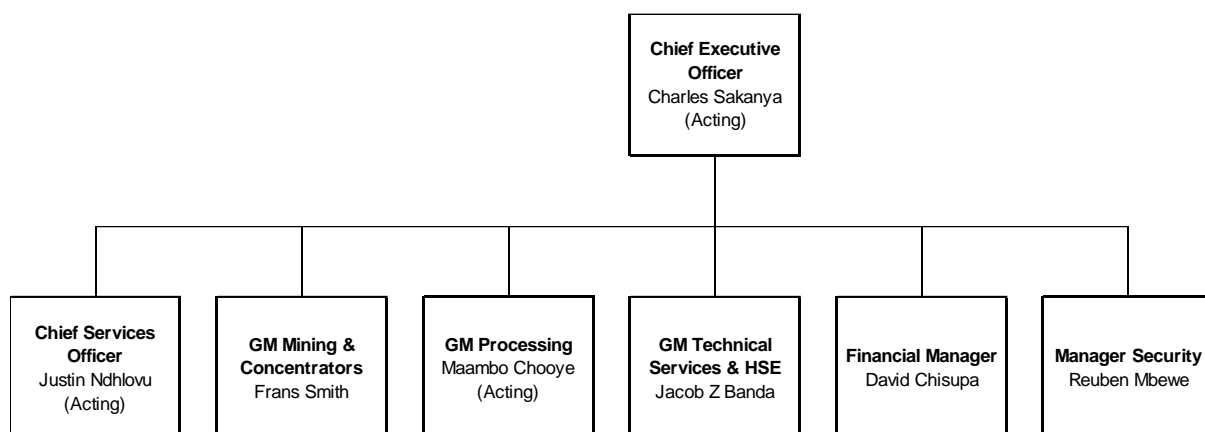 Chief Executive
Officer
Charles Sakanya
(Acting)
Chief Services
Officer
Justin Ndhlovu
(Acting)
GM Mining &
Concentrators
Frans Smith
GM Processing
Maambo Chooye
(Acting)
GM Technical
Services & HSE
Jacob Z Banda
Financial Manager
David Chisupa
Manager Security
Reuben Mbewe